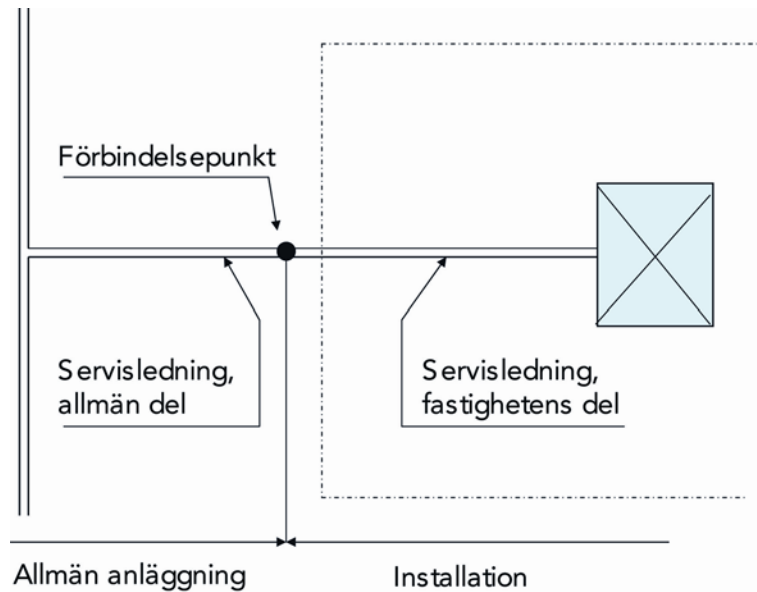 Förbindelsepunkt
Servisledning,
allmän del
Servisledning,
fastighetens del
Allmän anläggning
Installation